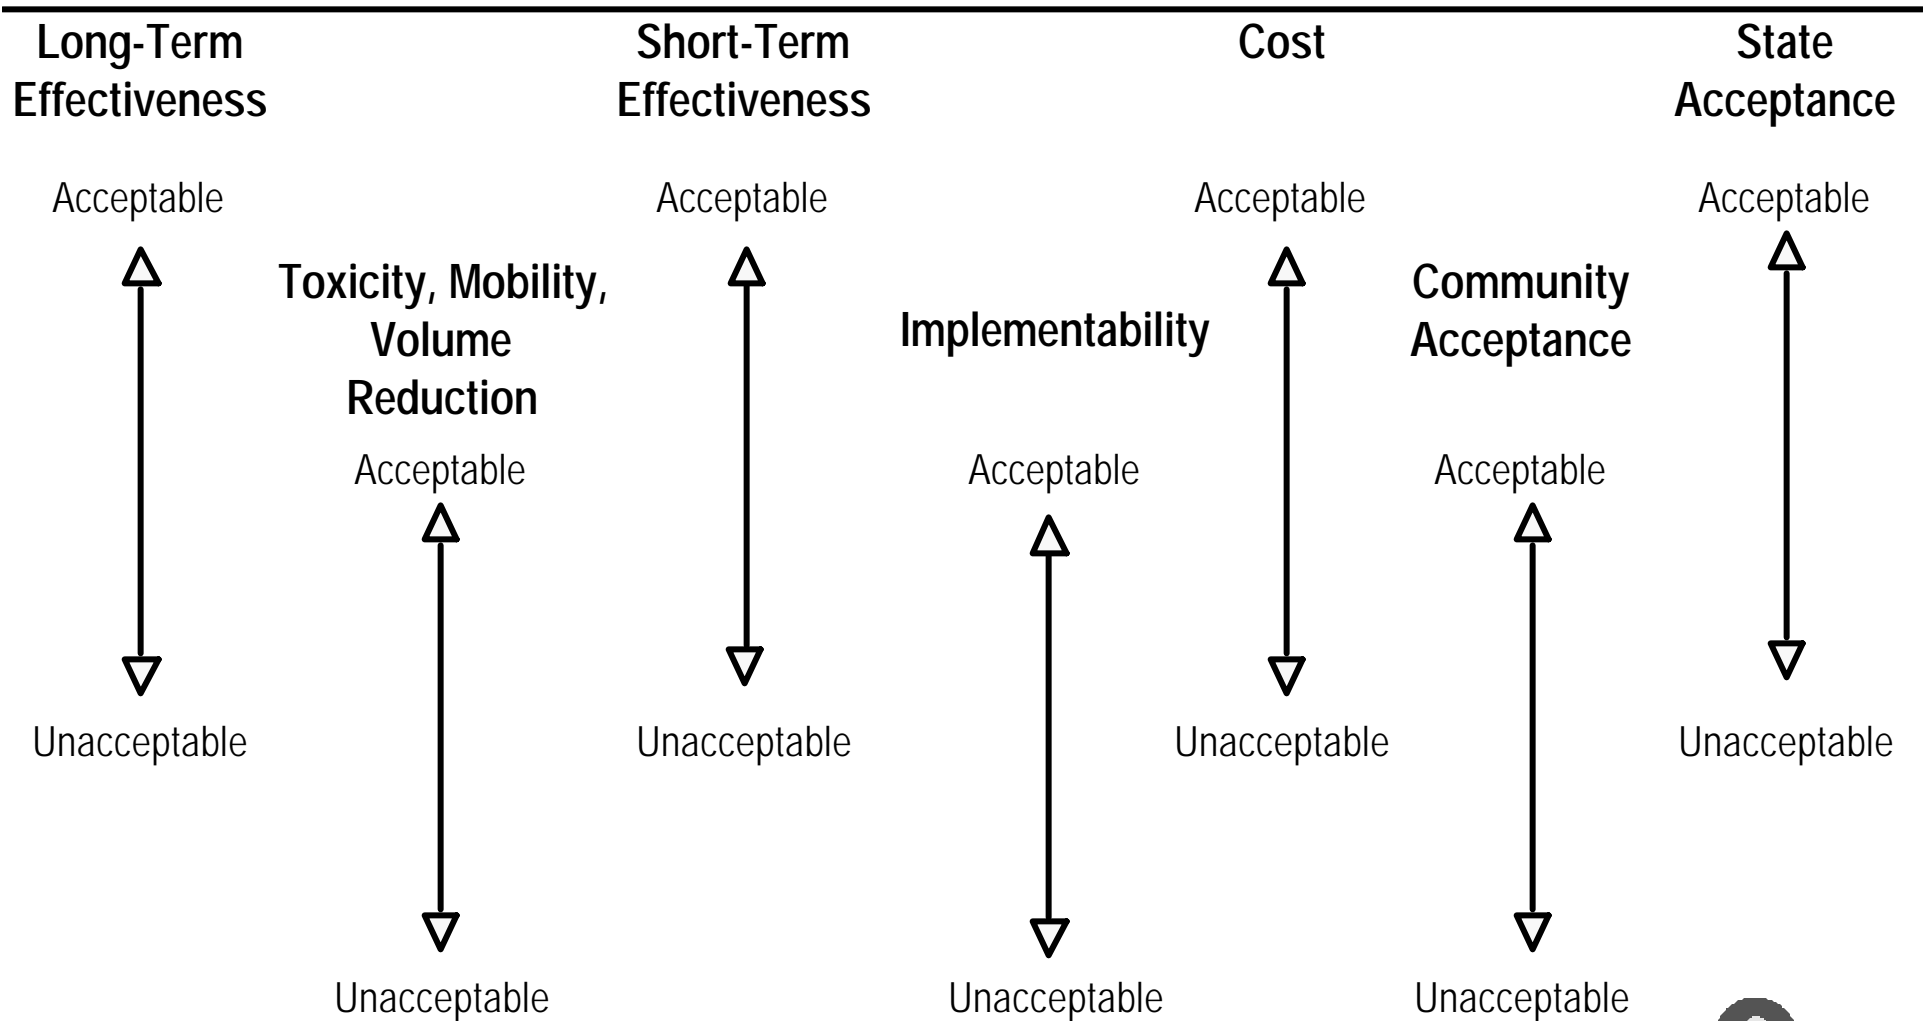 Long-Term
Effectiveness
Acceptable
Unacceptable
Toxicity, Mobility,
Volume
Reduction
Acceptable
Unacceptable
Short-Term
Effectiveness
Acceptable
Unacceptable
Implementability
Acceptable
Unacceptable
Cost
Acceptable
Unacceptable
Community
Acceptance
Acceptable
Unacceptable
State
Acceptance
Acceptable
Unacceptable